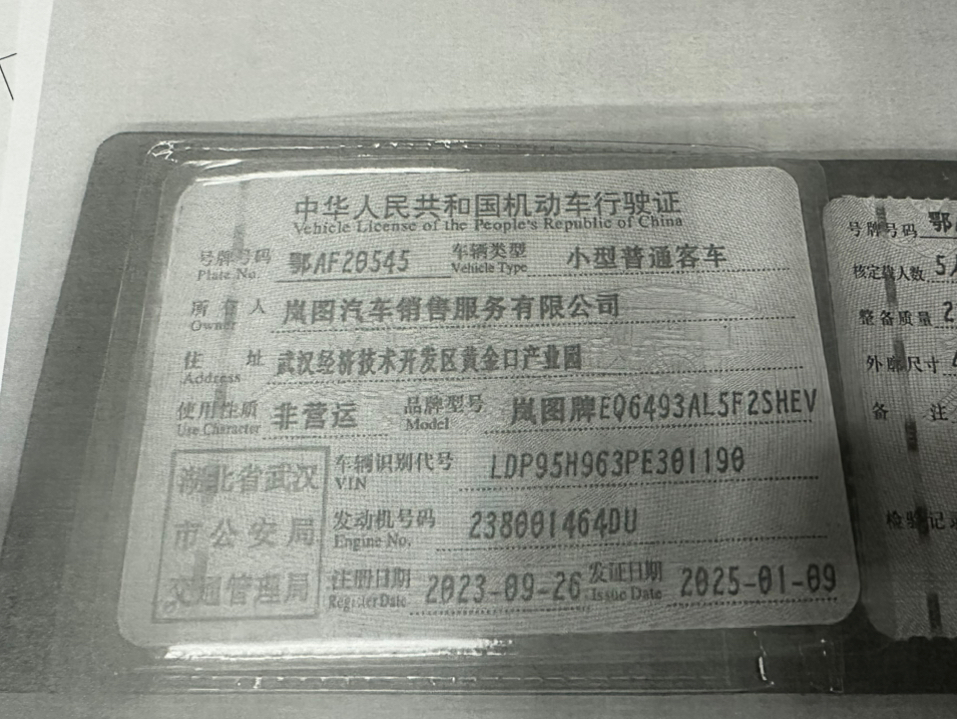 中华人民共和国机动车行驶证
Vehicle License of the People's Republic of China
号牌号码 鄂AF20545 车辆类型 小型普通客车
Plate No. Vehicle Type
所有人 岚图汽车销售服务有限公司
Owner
住 址 武汉经济技术开发区黄金口产业园
Address
使用性质 非营运 品牌型号 岚图牌EQ6493AL5F2SHEV
Use Character Model
湖北省武汉
市公安局
交通管理局
车辆识别代号 LDP95H963PE301190
VIN
发动机号码 238001464DU
Engine No.
注册日期 2023-09-26 发证日期 2025-01-09
Register Date Issue Date
号牌号码 鄂
核定载人数 5人
整备质量 2
外廓尺寸
备 注
检验记录